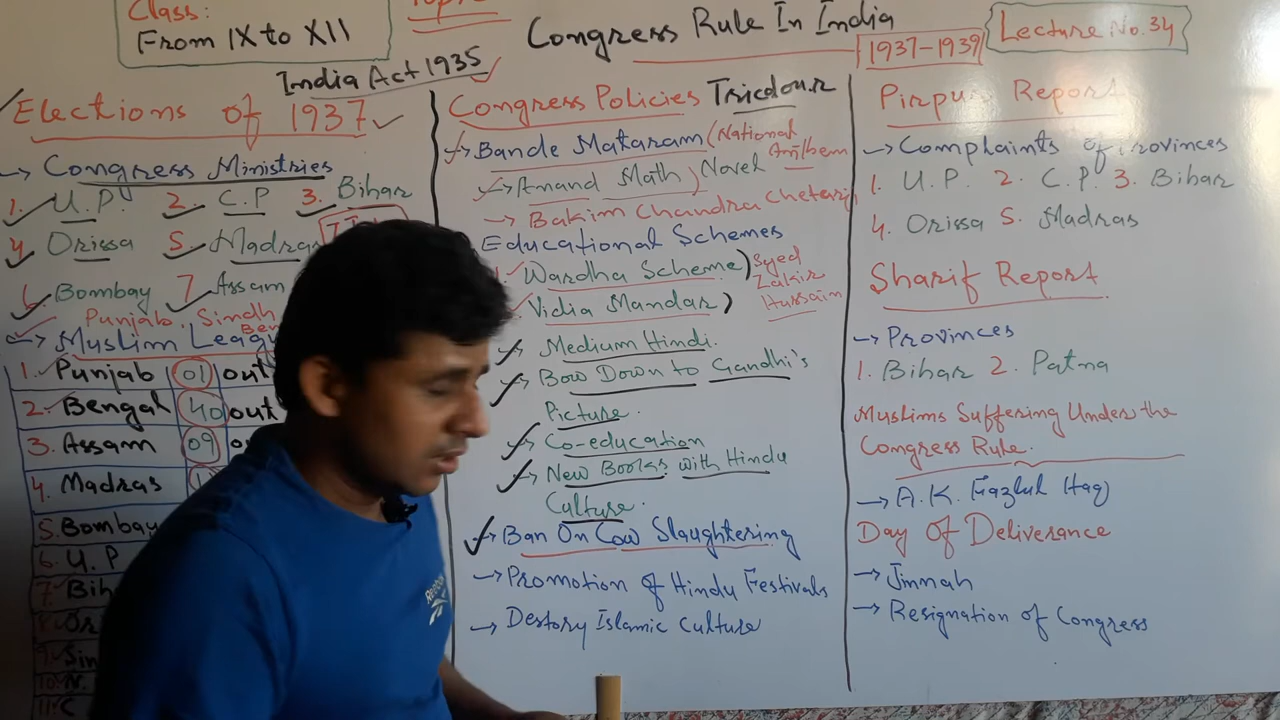 Class:
From IX to XII
Topic
Congress Rule In India
1937-1939
Lecture No. 34
India Act 1935
Elections of 1937
→ Congress Ministries
1. U.P. 2. C.P 3. Bihar
4. Orissa 5. Madras
6 Bombay 7 Assam
Punjab. Sindh
Ben
→ Muslim Leag
1. Punjab 01 out
2. Bengal 40 out
3. Assam 09
4. Madras
5. Bombay
6. U.P
7. Bih
8. Or
9. Sin
10. N.
11. C
Congress Policies Tricolour
→ Bande Mataram (National
Anthem
→ Anand Math) Novel
→ Bakim Chandra Cheterji
Educational Schemes
1. Wardha Scheme) Syed
Zakir
Vidia Mandar) Hussain
→ Medium Hindi.
→ Bow Down to Gandhi's
Picture.
→ Co-education
→ New Books with Hindu
Culture.
→ Ban On Cow Slaughtering
→ Promotion of Hindu Festivals
→ Destory Islamic Culture
Pirpur Report
→ Complaints of Provinces
1. U.P. 2. C.P. 3. Bihar
4. Orissa 5. Madras
Sharif Report
→ Provinces
1. Bihar 2. Patna
Muslims Suffering Under the
Congress Rule.
→ A.K. Fazlul Haq
Day Of Deliverance
→ Jinnah
→ Resignation of Congress
Reebok